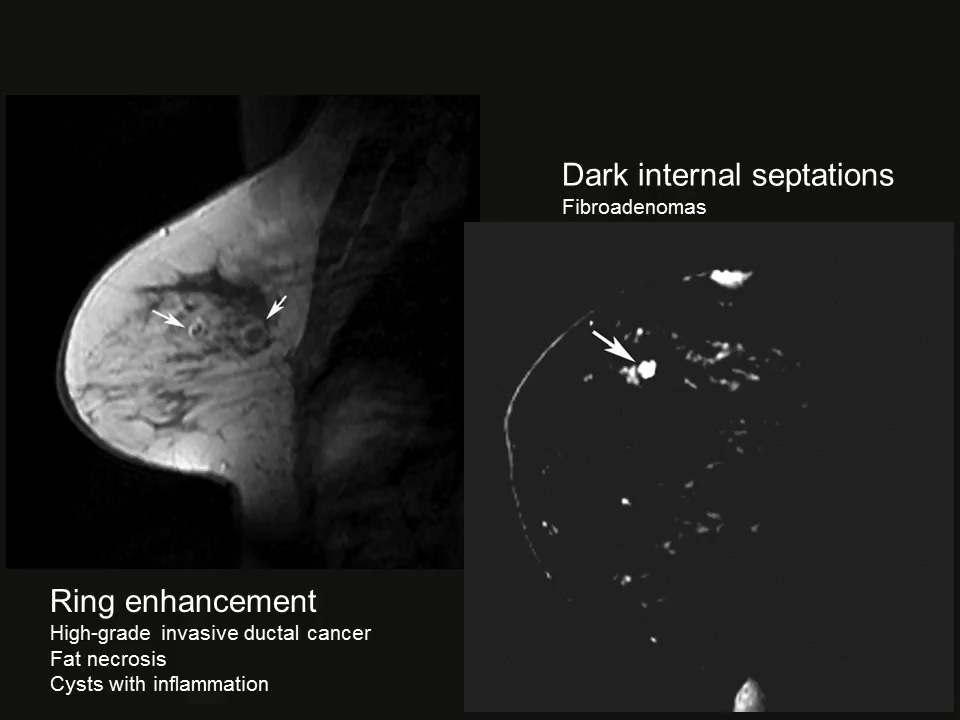 Dark internal septations
Fibroadenomas
Ring enhancement
High-grade invasive ductal cancer
Fat necrosis
Cysts with inflammation